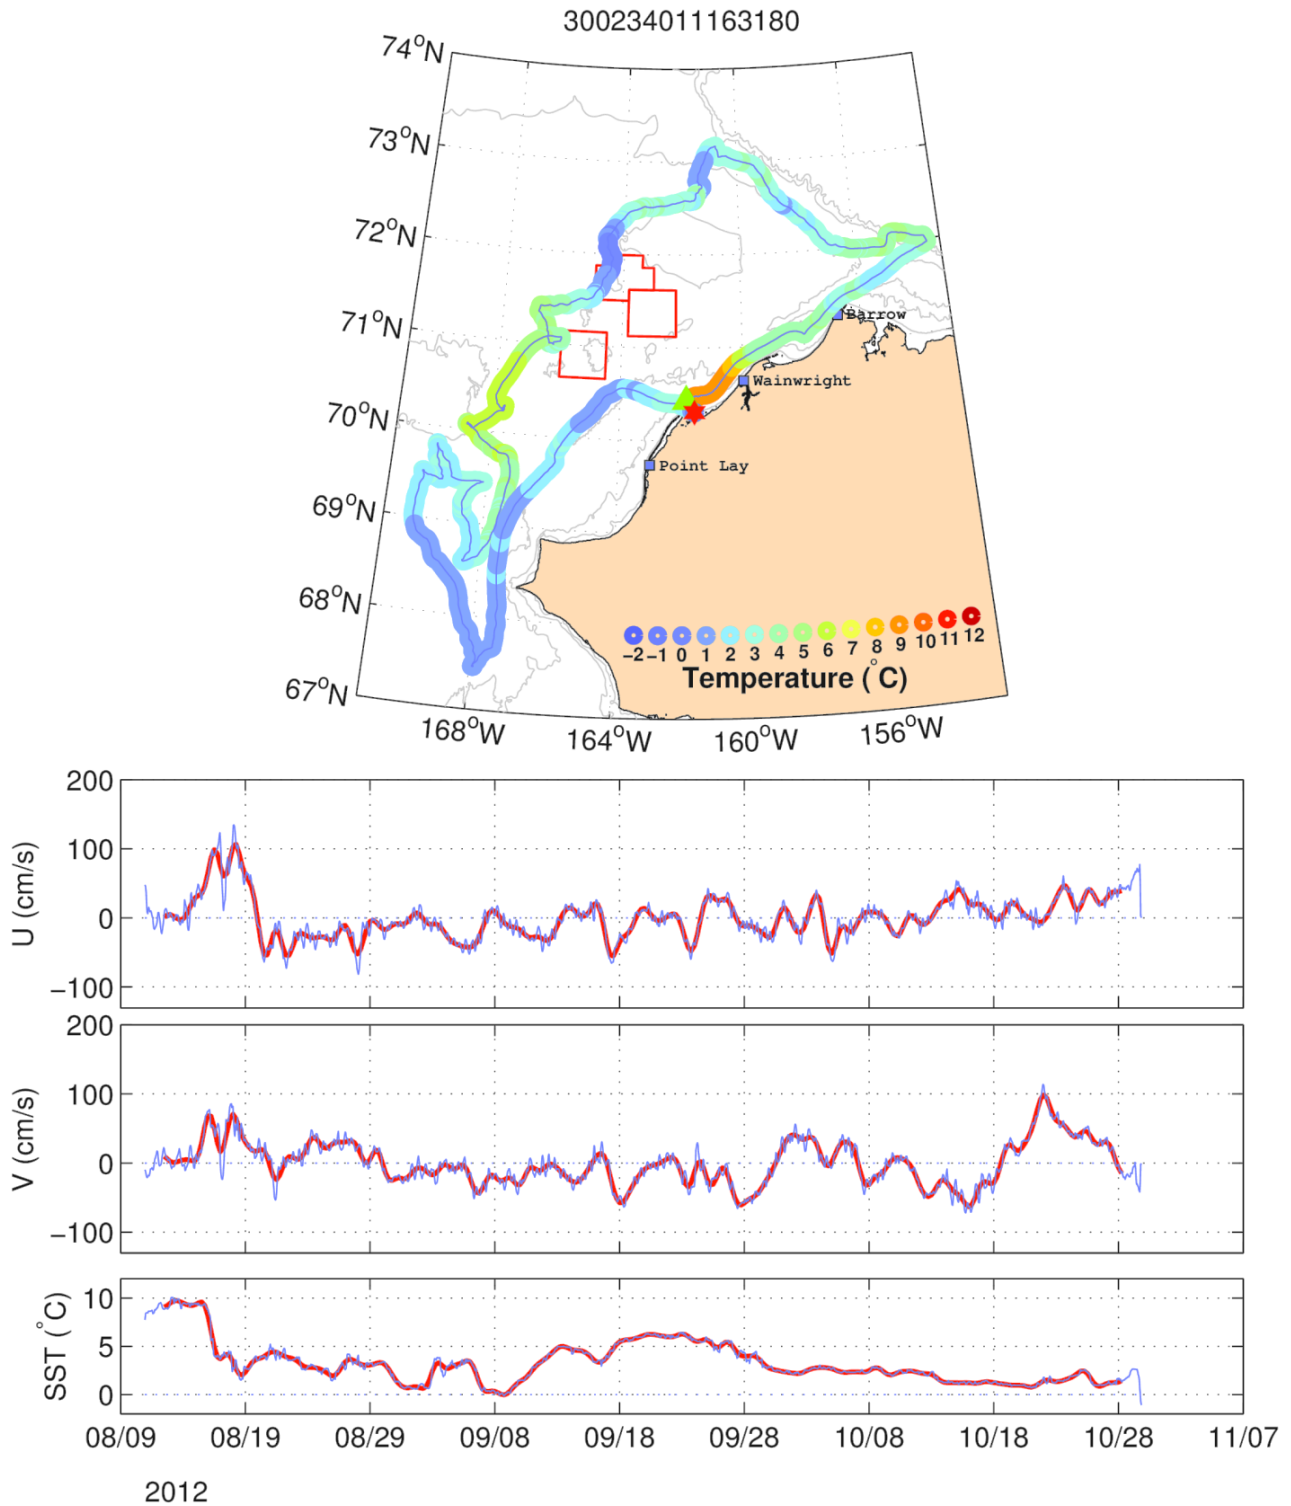 300234011163180
74°N
73°N
72°N
71°N
70°N
69°N
68°N
67°N
Barrow
Wainwright
Point Lay
−2 −1 0 1 2 3 4 5 6 7 8 9 10 11 12
Temperature (°C)
168°W 164°W 160°W 156°W
200
100
0
−100
U (cm/s)
200
100
0
−100
V (cm/s)
10
5
0
SST (°C)
08/09 08/19 08/29 09/08 09/18 09/28 10/08 10/18 10/28 11/07
2012